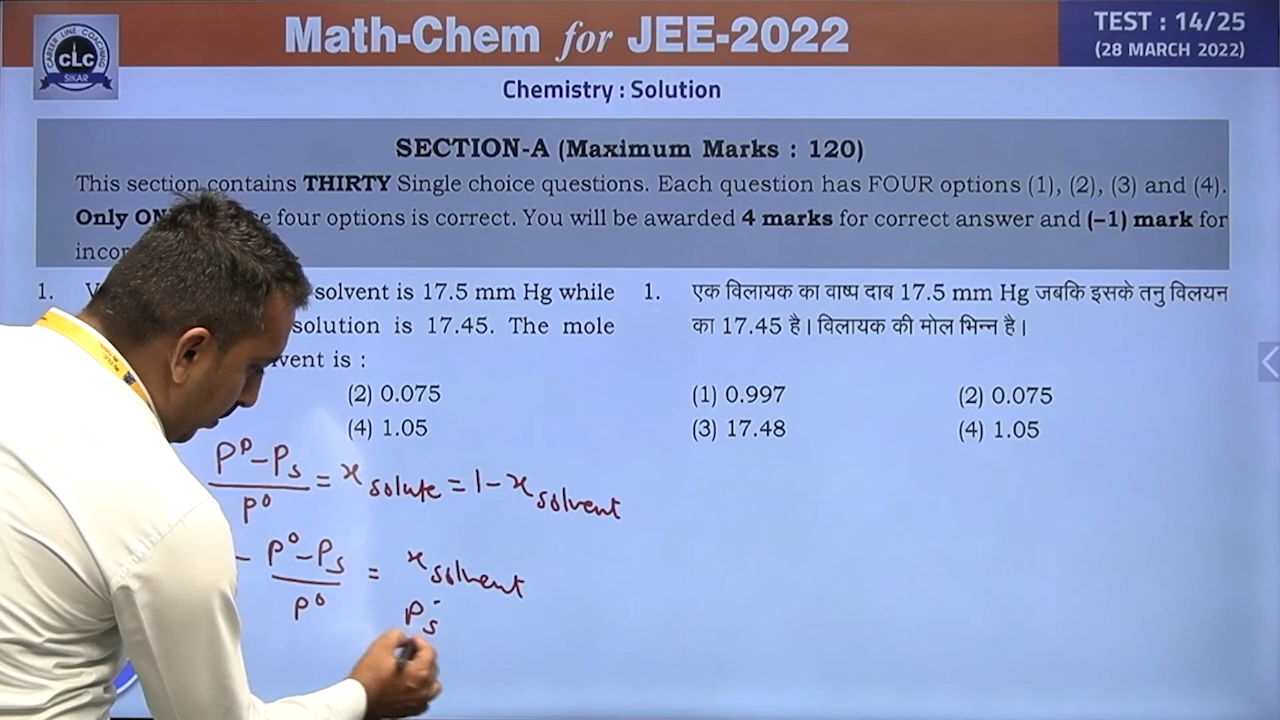 Math-Chem for JEE-2022
TEST : 14/25
(28 MARCH 2022)
CAREER LINE COACHING
CLC
SIKAR
Chemistry : Solution
SECTION-A (Maximum Marks : 120)
This section contains THIRTY Single choice questions. Each question has FOUR options (1), (2), (3) and (4).
Only four options is correct. You will be awarded 4 marks for correct answer and (–1) mark for
1. solvent is 17.5 mm Hg while
solution is 17.45. The mole
is :
(2) 0.075
(4) 1.05
1. एक विलायक का वाष्प दाब 17.5 mm Hg जबकि इसके तनु विलयन
का 17.45 है। विलायक की मोल भिन्न है।
(1) 0.997 (2) 0.075
(3) 17.48 (4) 1.05
P⁰-Pₛ
/P⁰ = x solute = 1 - x solvent
- P⁰-Pₛ
/P⁰ = x solvent
Pₛ